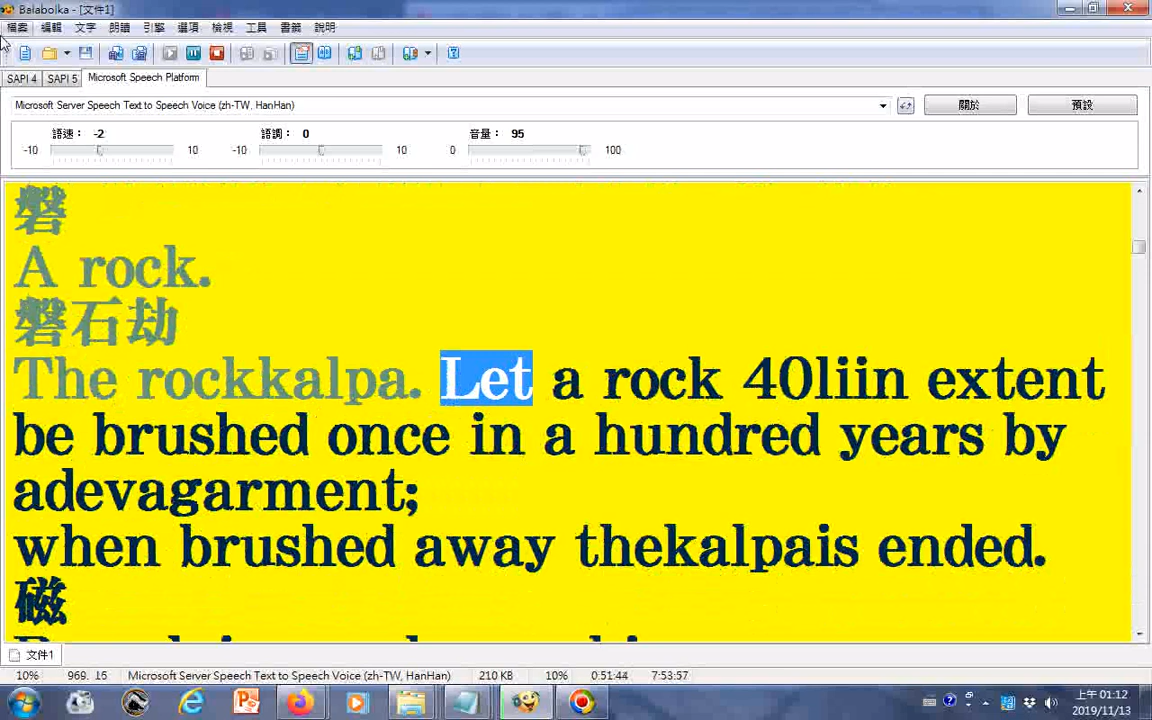 Balabolka - [文件1]
檔案 編輯 文字 朗讀 引擎 選項 檢視 工具 書籤 說明
SAPI 4 SAPI 5 Microsoft Speech Platform
Microsoft Server Speech Text to Speech Voice (zh-TW, HanHan) 關於 預設
語速： -2 語調： 0 音量： 95
-10 10 -10 10 0 100
磐
A rock.
磐石劫
The rockkalpa. Let a rock 40liin extent
be brushed once in a hundred years by
adevagarment;
when brushed away thekalpais ended.
磁
文件1
10% 969. 15 Microsoft Server Speech Text to Speech Voice (zh-TW, HanHan) 210 KB 10% 0:51:44 7:53:57
上午 01:12
2019/11/13